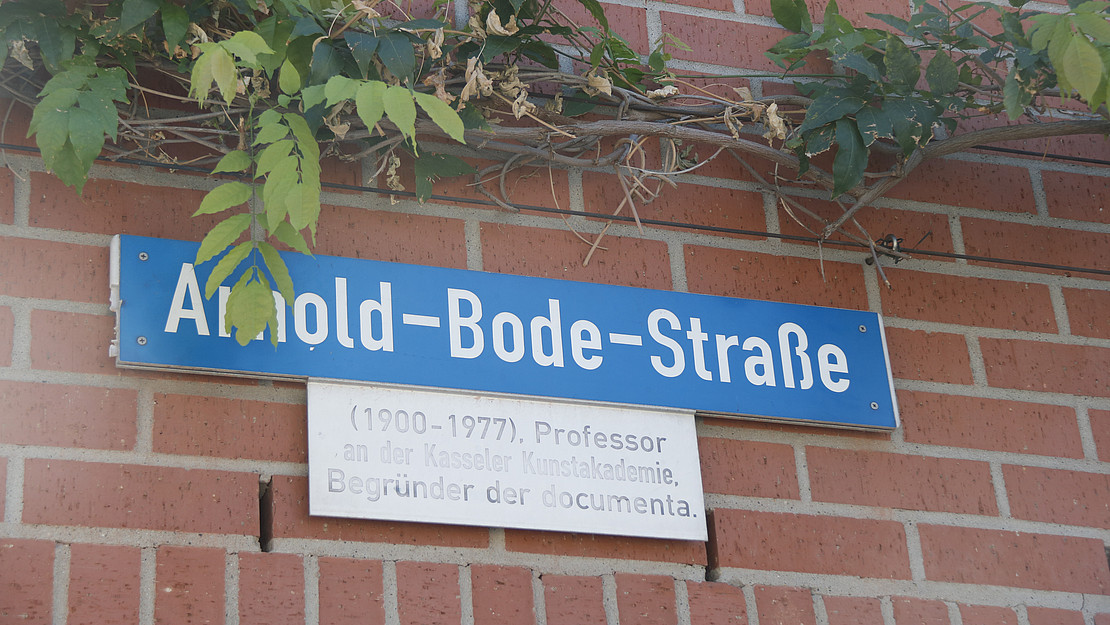 Arnold-Bode-Straße
(1900-1977), Professor
an der Kasseler Kunstakademie,
Begründer der documenta.